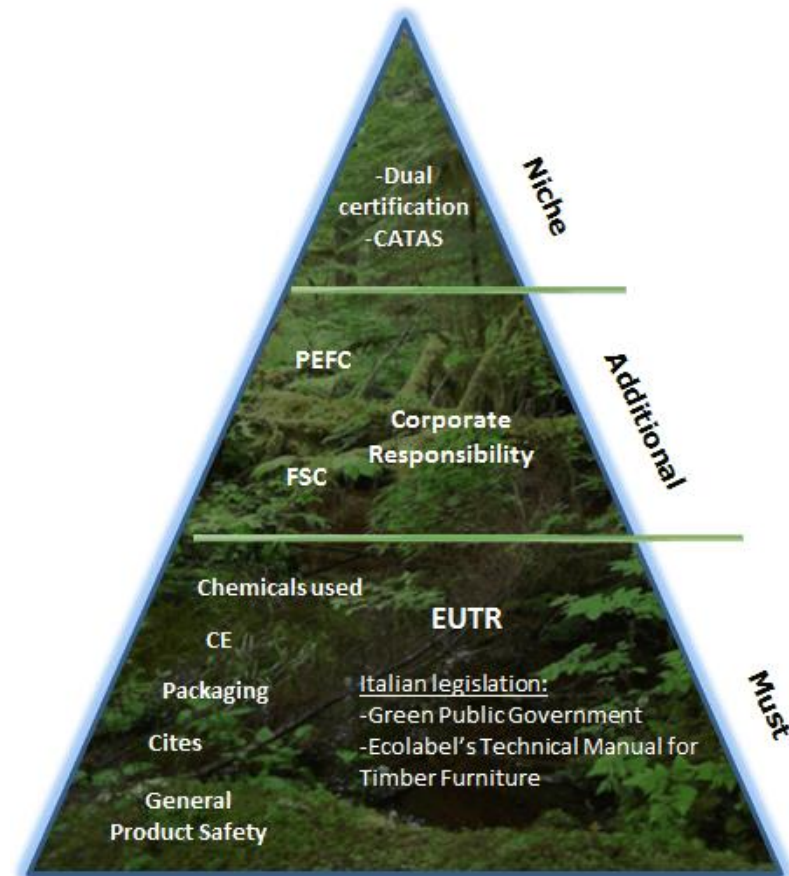 -Dual
certification
-CATAS
Niche
PEFC
Corporate
Responsibility
FSC
Additional
Chemicals used
EUTR
CE
Packaging
Italian legislation:
-Green Public Government
-Ecolabel's Technical Manual for
Timber Furniture
Cites
General
Product Safety
Must